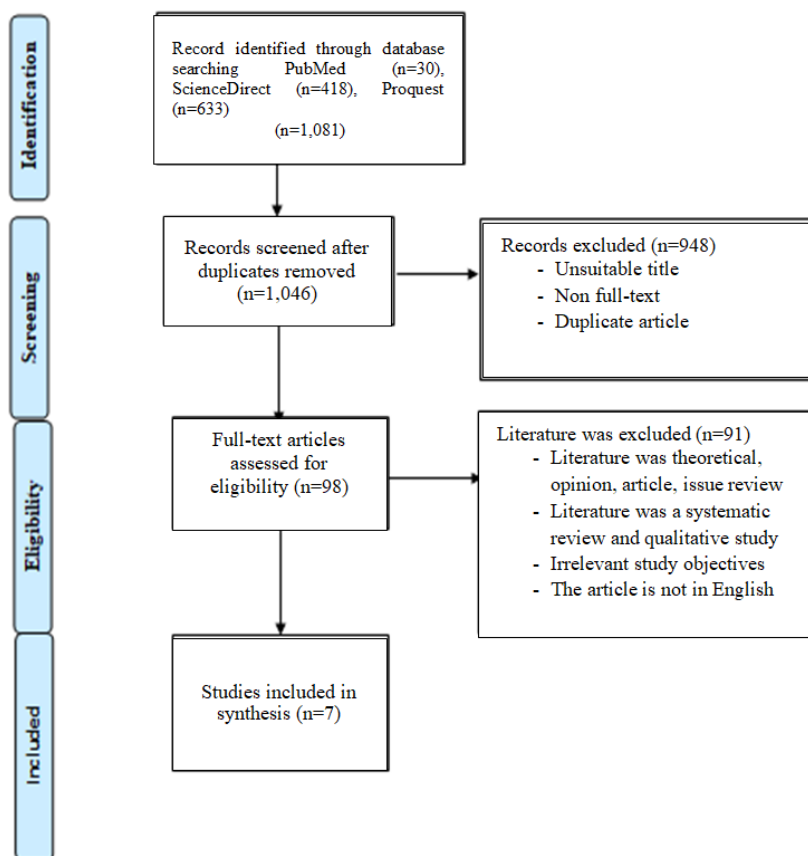 Identification
Record identified through database
searching PubMed (n=30),
ScienceDirect (n=418), Proquest
(n=633)
(n=1,081)
Screening
Records screened after
duplicates removed
(n=1,046)
Records excluded (n=948)
- Unsuitable title
- Non full-text
- Duplicate article
Eligibility
Full-text articles
assessed for
eligibility (n=98)
Literature was excluded (n=91)
- Literature was theoretical,
opinion, article, issue review
- Literature was a systematic
review and qualitative study
- Irrelevant study objectives
- The article is not in English
Included
Studies included in
synthesis (n=7)